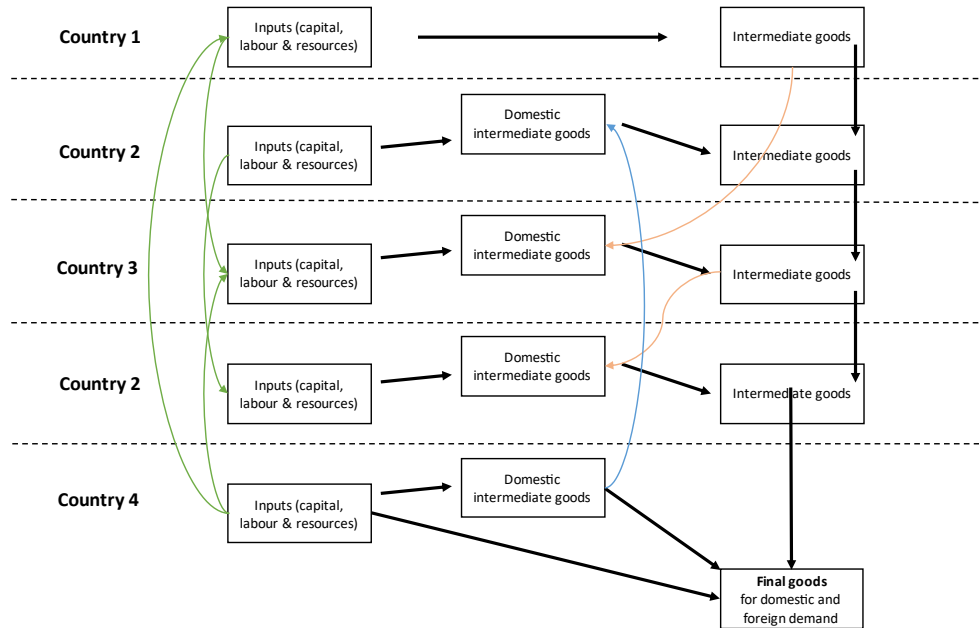 Country 1
Inputs (capital,
labour & resources)
Intermediate goods
Country 2
Inputs (capital,
labour & resources)
Domestic
intermediate goods
Intermediate goods
Country 3
Inputs (capital,
labour & resources)
Domestic
intermediate goods
Intermediate goods
Country 2
Inputs (capital,
labour & resources)
Domestic
intermediate goods
Intermediate goods
Country 4
Inputs (capital,
labour & resources)
Domestic
intermediate goods
Final goods
for domestic and
foreign demand